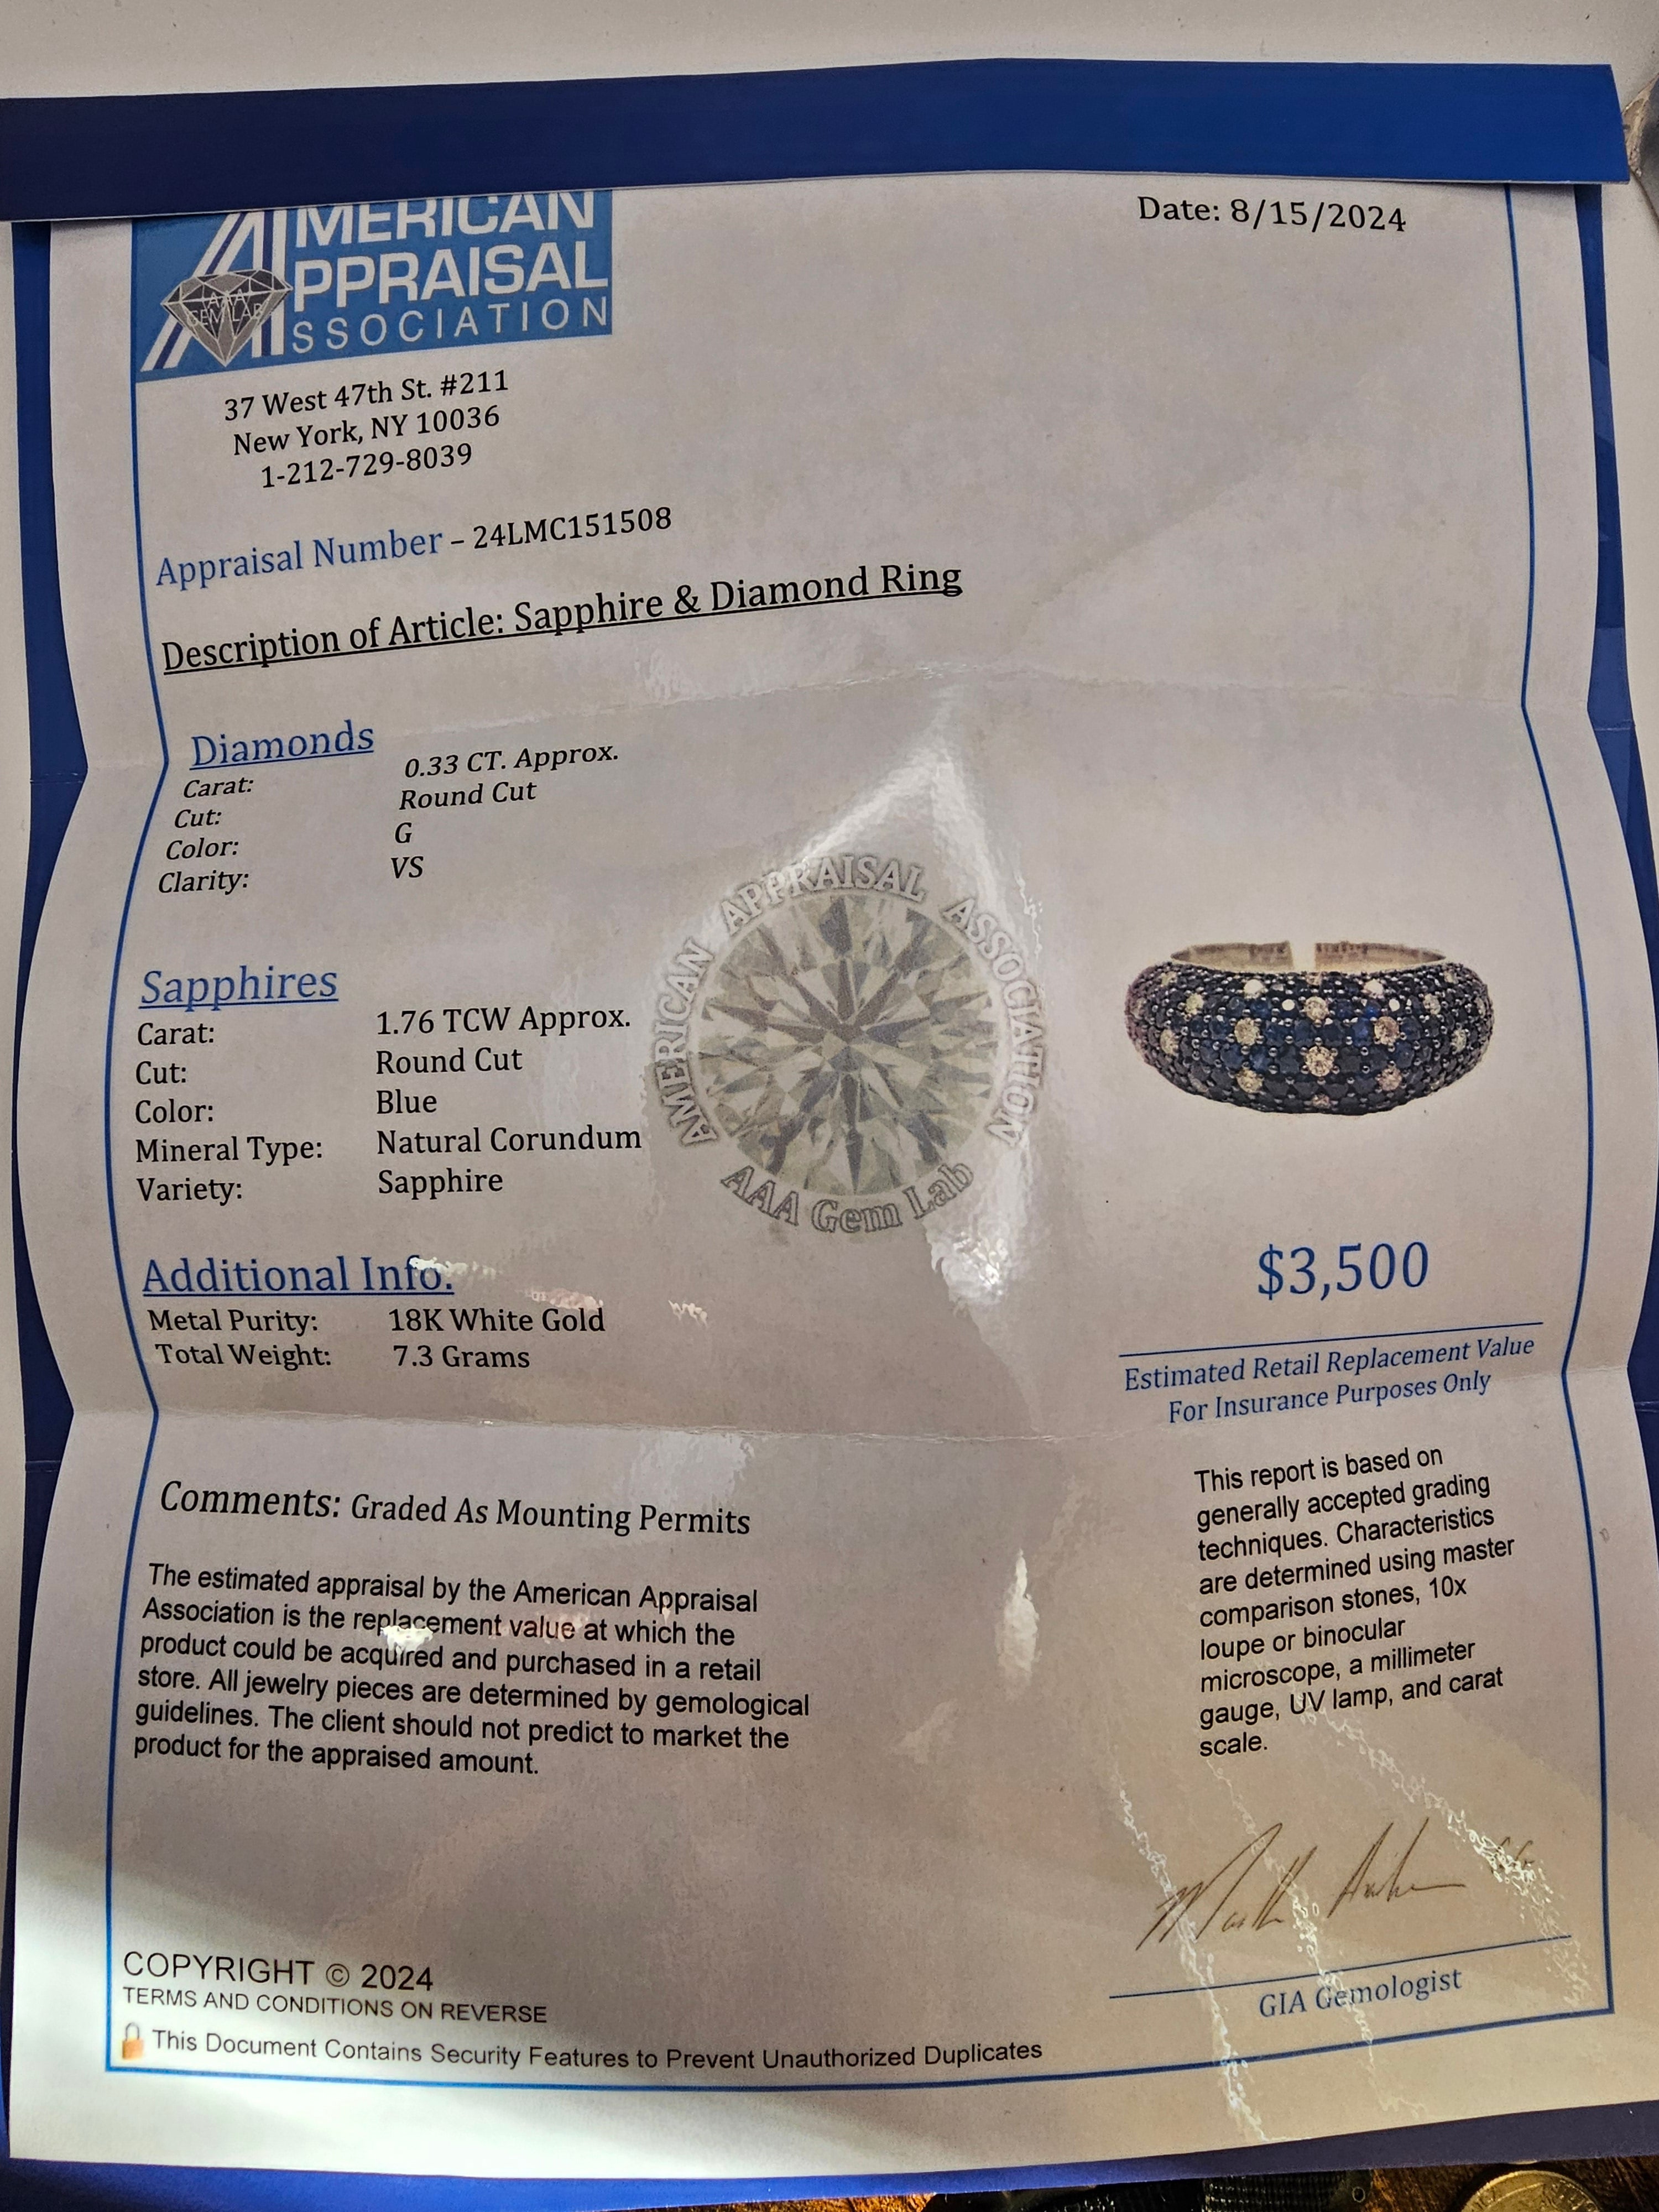 AMERICAN
APPRAISAL
ASSOCIATION
AAA
GEM LAB
Date: 8/15/2024
37 West 47th St. #211
New York, NY 10036
1-212-729-8039
Appraisal Number – 24LMC151508
Description of Article: Sapphire & Diamond Ring
Diamonds
Carat: 0.33 CT. Approx.
Cut: Round Cut
Color: G
Clarity: VS
Sapphires
Carat: 1.76 TCW Approx.
Cut: Round Cut
Color: Blue
Mineral Type: Natural Corundum
Variety: Sapphire
AMERICAN APPRAISAL ASSOCIATION
AAA Gem Lab
Additional Info.
Metal Purity: 18K White Gold
Total Weight: 7.3 Grams
$3,500
Estimated Retail Replacement Value
For Insurance Purposes Only
Comments: Graded As Mounting Permits
The estimated appraisal by the American Appraisal
Association is the replacement value at which the
product could be acquired and purchased in a retail
store. All jewelry pieces are determined by gemological
guidelines. The client should not predict to market the
product for the appraised amount.
This report is based on
generally accepted grading
techniques. Characteristics
are determined using master
comparison stones, 10x
loupe or binocular
microscope, a millimeter
gauge, UV lamp, and carat
scale.
GIA Gemologist
COPYRIGHT © 2024
TERMS AND CONDITIONS ON REVERSE
This Document Contains Security Features to Prevent Unauthorized Duplicates